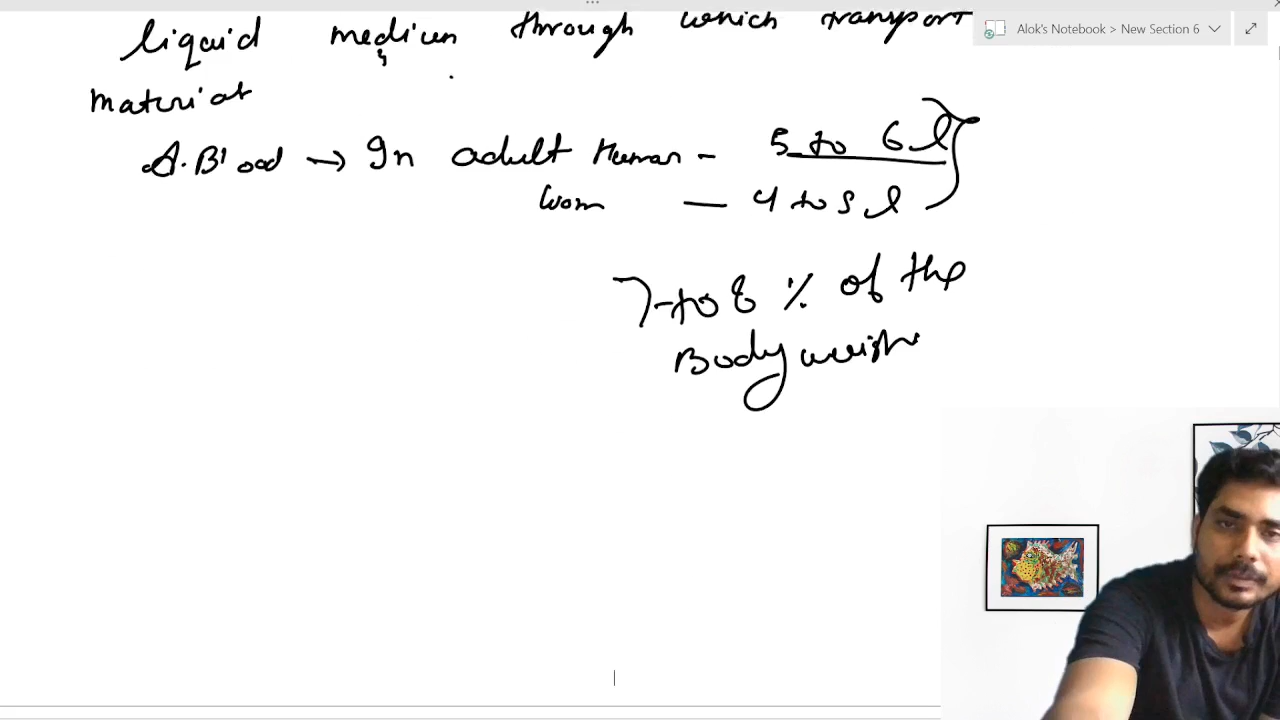 liquid medium through which transport
Alok's Notebook > New Section 6
material
A. Blood → In adult Human - 5 to 6 l
Wom — 4 to 5 l
7 to 8 % of the
Body weight